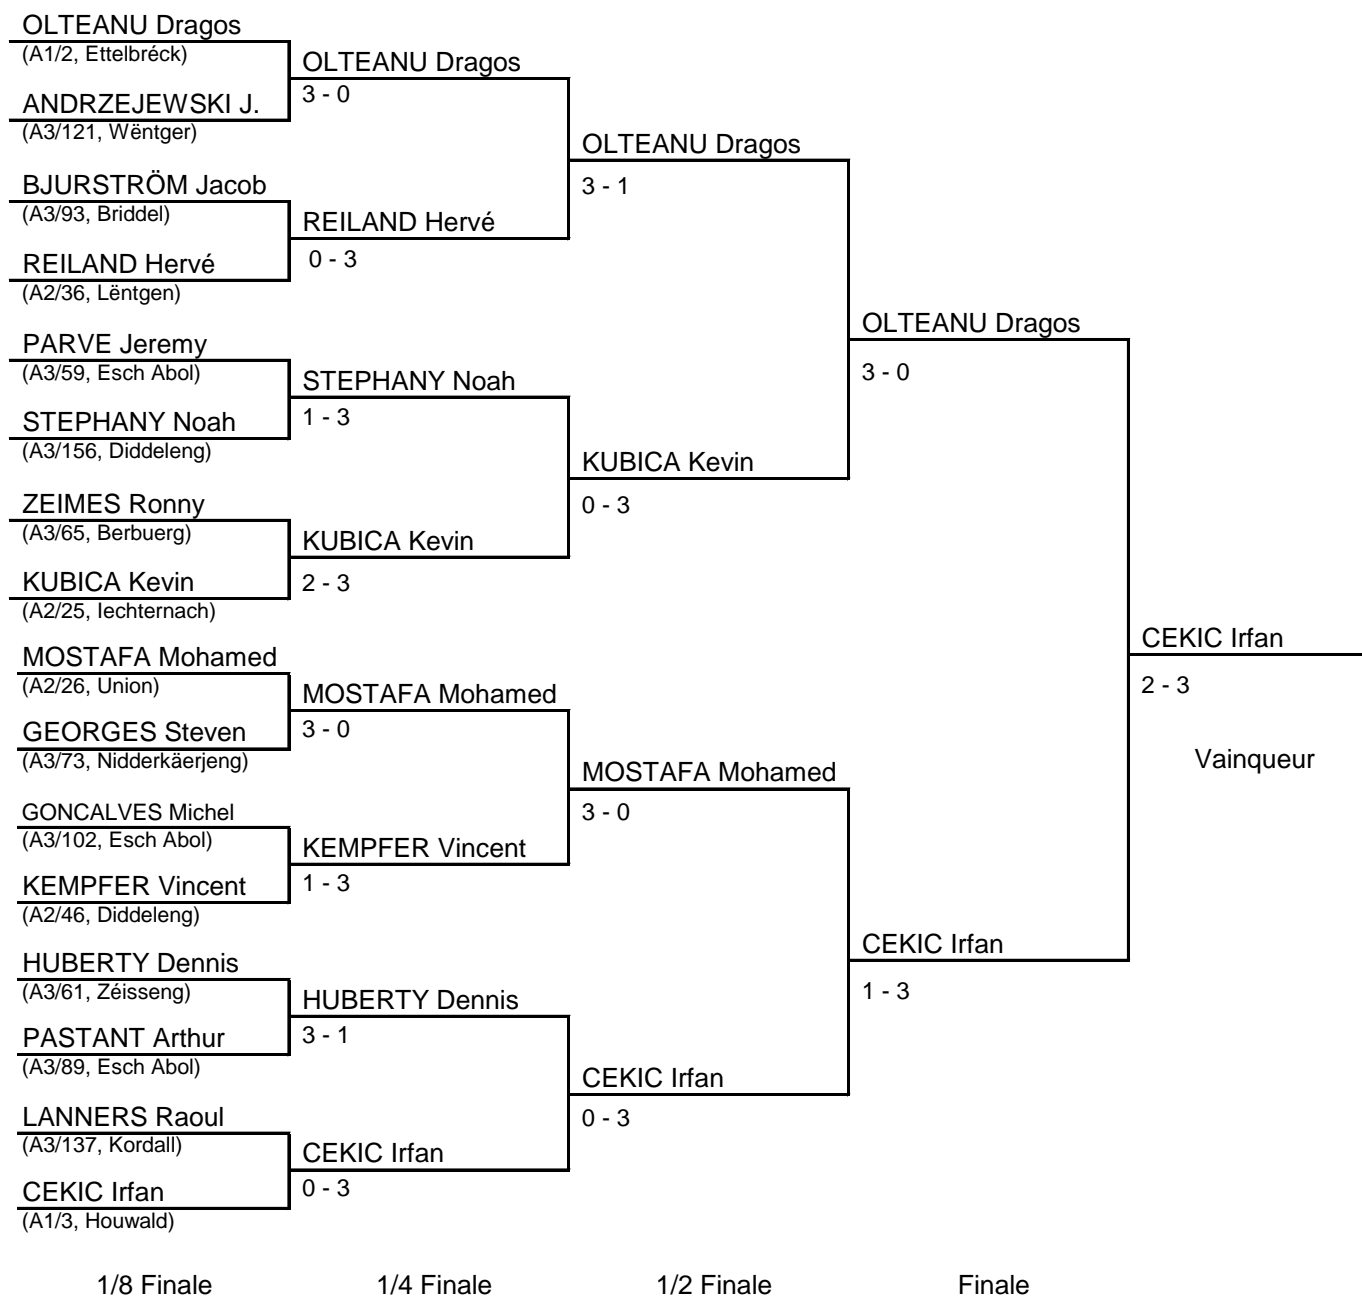 OLTEANU Dragos
(A1/2, Ettelbréck)
OLTEANU Dragos
3 - 0
ANDRZEJEWSKI J.
(A3/121, Wëntger)
OLTEANU Dragos
3 - 1
BJURSTRÖM Jacob
(A3/93, Briddel)
REILAND Hervé
0 - 3
REILAND Hervé
(A2/36, Lëntgen)
OLTEANU Dragos
3 - 0
PARVE Jeremy
(A3/59, Esch Abol)
STEPHANY Noah
1 - 3
STEPHANY Noah
(A3/156, Diddeleng)
KUBICA Kevin
0 - 3
ZEIMES Ronny
(A3/65, Berbuerg)
KUBICA Kevin
2 - 3
KUBICA Kevin
(A2/25, Iechternach)
CEKIC Irfan
2 - 3
Vainqueur
MOSTAFA Mohamed
(A2/26, Union)
MOSTAFA Mohamed
3 - 0
GEORGES Steven
(A3/73, Nidderkäerjeng)
MOSTAFA Mohamed
3 - 0
GONCALVES Michel
(A3/102, Esch Abol)
KEMPFER Vincent
1 - 3
KEMPFER Vincent
(A2/46, Diddeleng)
CEKIC Irfan
1 - 3
HUBERTY Dennis
(A3/61, Zéisseng)
HUBERTY Dennis
3 - 1
PASTANT Arthur
(A3/89, Esch Abol)
CEKIC Irfan
0 - 3
LANNERS Raoul
(A3/137, Kordall)
CEKIC Irfan
0 - 3
CEKIC Irfan
(A1/3, Houwald)
1/8 Finale 1/4 Finale 1/2 Finale Finale